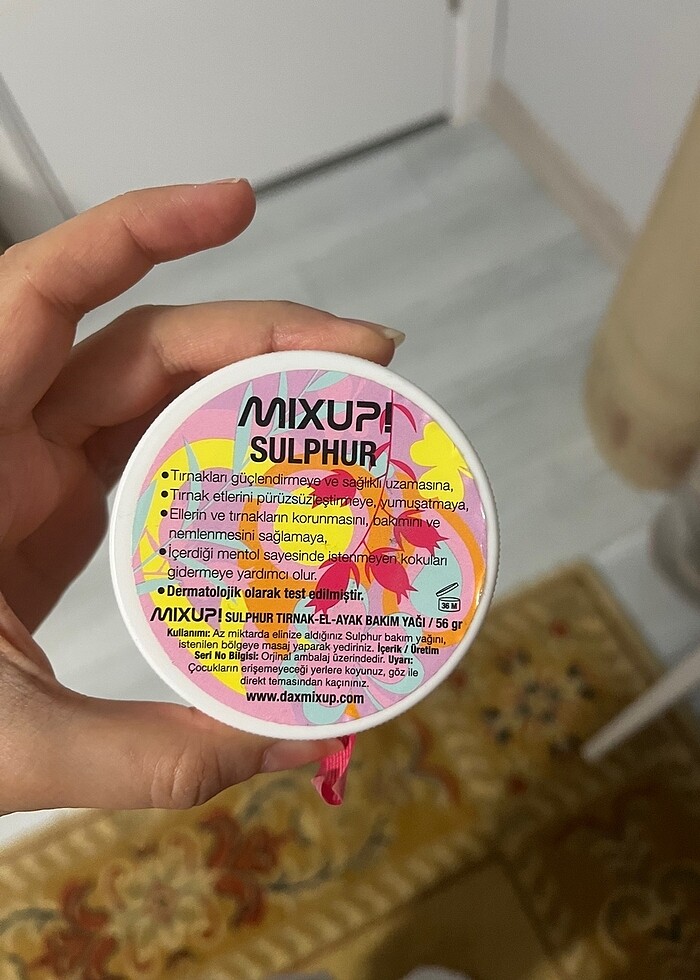 MIXUP!
SULPHUR
•Tırnakları güçlendirmeye ve sağlıklı uzamasına,
•Tırnak etlerini pürüzsüzleştirmeye, yumuşatmaya,
•Ellerin ve tırnakların korunmasını, bakımını ve
nemlenmesini sağlamaya,
•İçerdiği mentol sayesinde istenmeyen kokuları
gidermeye yardımcı olur.
•Dermatolojik olarak test edilmiştir.
36 M
MIXUP! SULPHUR TIRNAK-EL-AYAK BAKIM YAĞI / 56 gr
Kullanımı: Az miktarda elinize aldığınız Sulphur bakım yağını,
istenilen bölgeye masaj yaparak yediriniz. İçerik / Üretim
Seri No Bilgisi: Orjinal ambalaj üzerindedir. Uyarı:
Çocukların erişemeyeceği yerlere koyunuz, göz ile
direkt temasından kaçınınız.
www.daxmixup.com